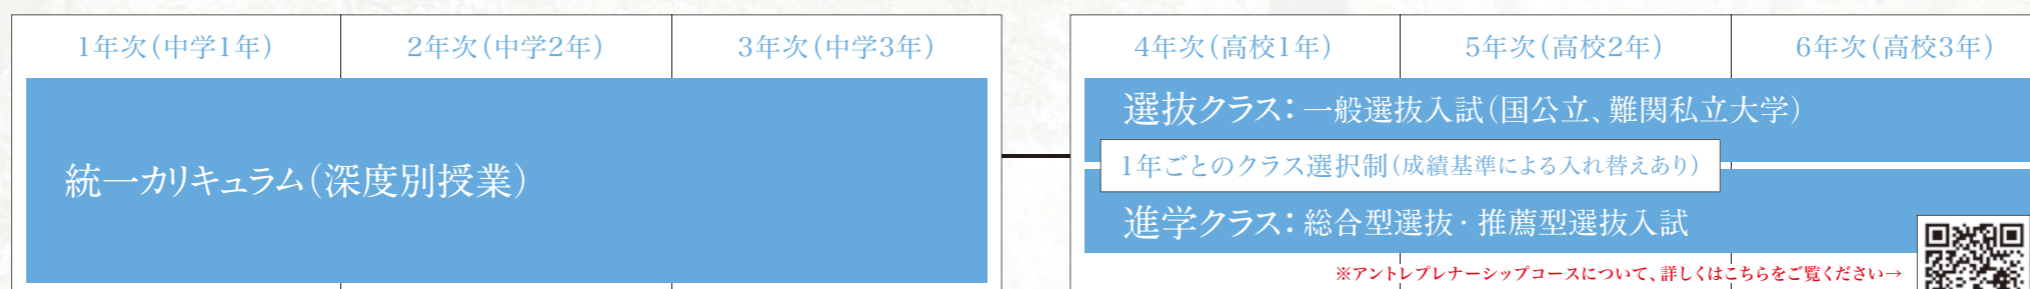 1年次(中学1年)
2年次(中学2年)
3年次(中学3年)
統一カリキュラム(深度別授業)
4年次(高校1年)
5年次(高校2年)
6年次(高校3年)
選抜クラス:一般選抜入試(国公立、難関私立大学)
1年ごとのクラス選択制(成績基準による入れ替えあり)
進学クラス:総合型選抜・推薦型選抜入試
※アントレプレナーシップコースについて、詳しくはこちらをご覧ください→